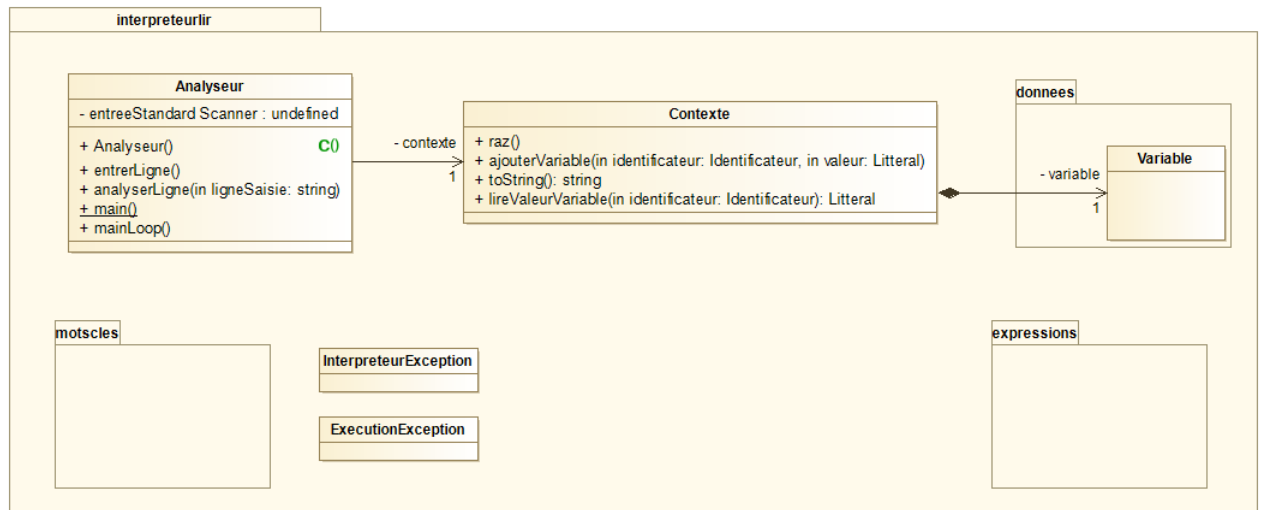 interpreteurlir
Analyseur
- entreeStandard Scanner : undefined
+ Analyseur() C()
+ entrerLigne()
+ analyserLigne(in ligneSaisie: string)
+ main()
+ mainLoop()
- contexte
1
Contexte
+ raz()
+ ajouterVariable(in identificateur: Identificateur, in valeur: Litteral)
+ toString(): string
+ lireValeurVariable(in identificateur: Identificateur): Litteral
donnees
- variable
1
Variable
motscles
InterpreteurException
ExecutionException
expressions